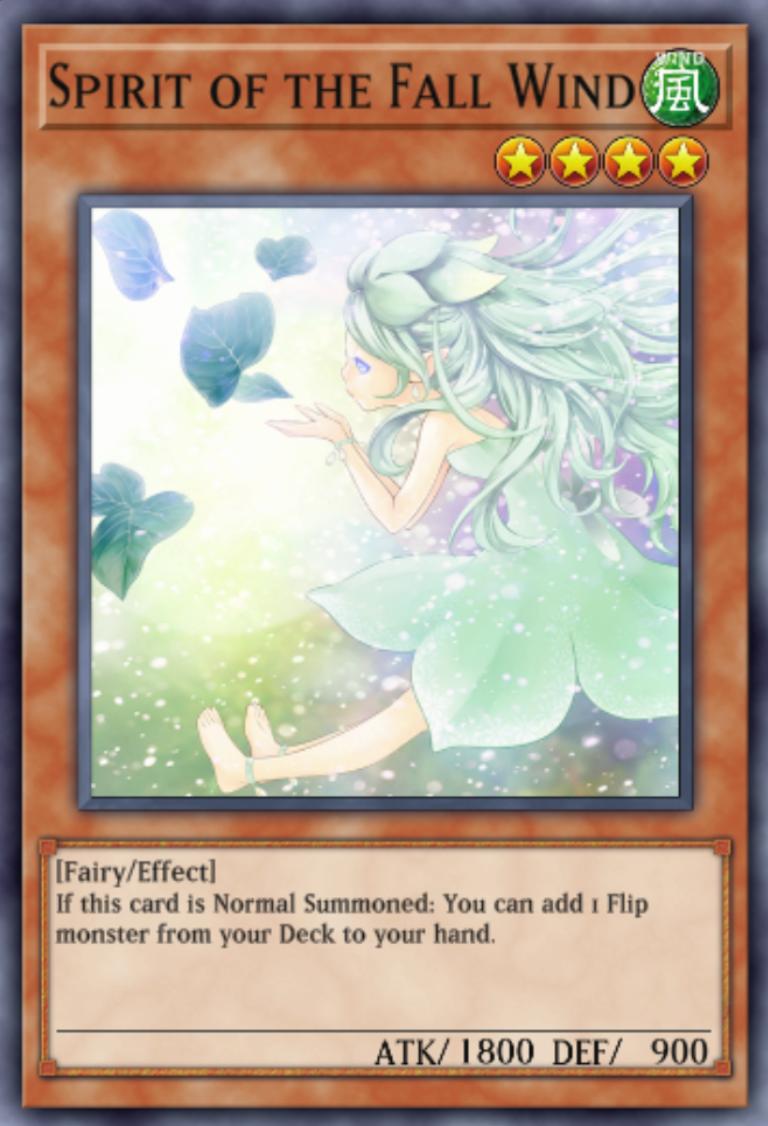 SPIRIT OF THE FALL WIND
WIND
風
[Fairy/Effect]
If this card is Normal Summoned: You can add 1 Flip
monster from your Deck to your hand.
ATK/ 1800 DEF/ 900